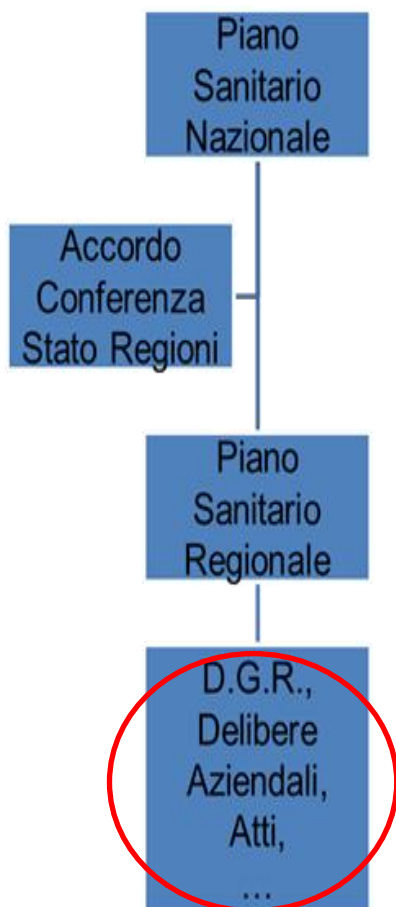 Piano
Sanitario
Nazionale
Accordo
Conferenza
Stato Regioni
Piano
Sanitario
Regionale
D.G.R.,
Delibere
Aziendali,
Atti,
...